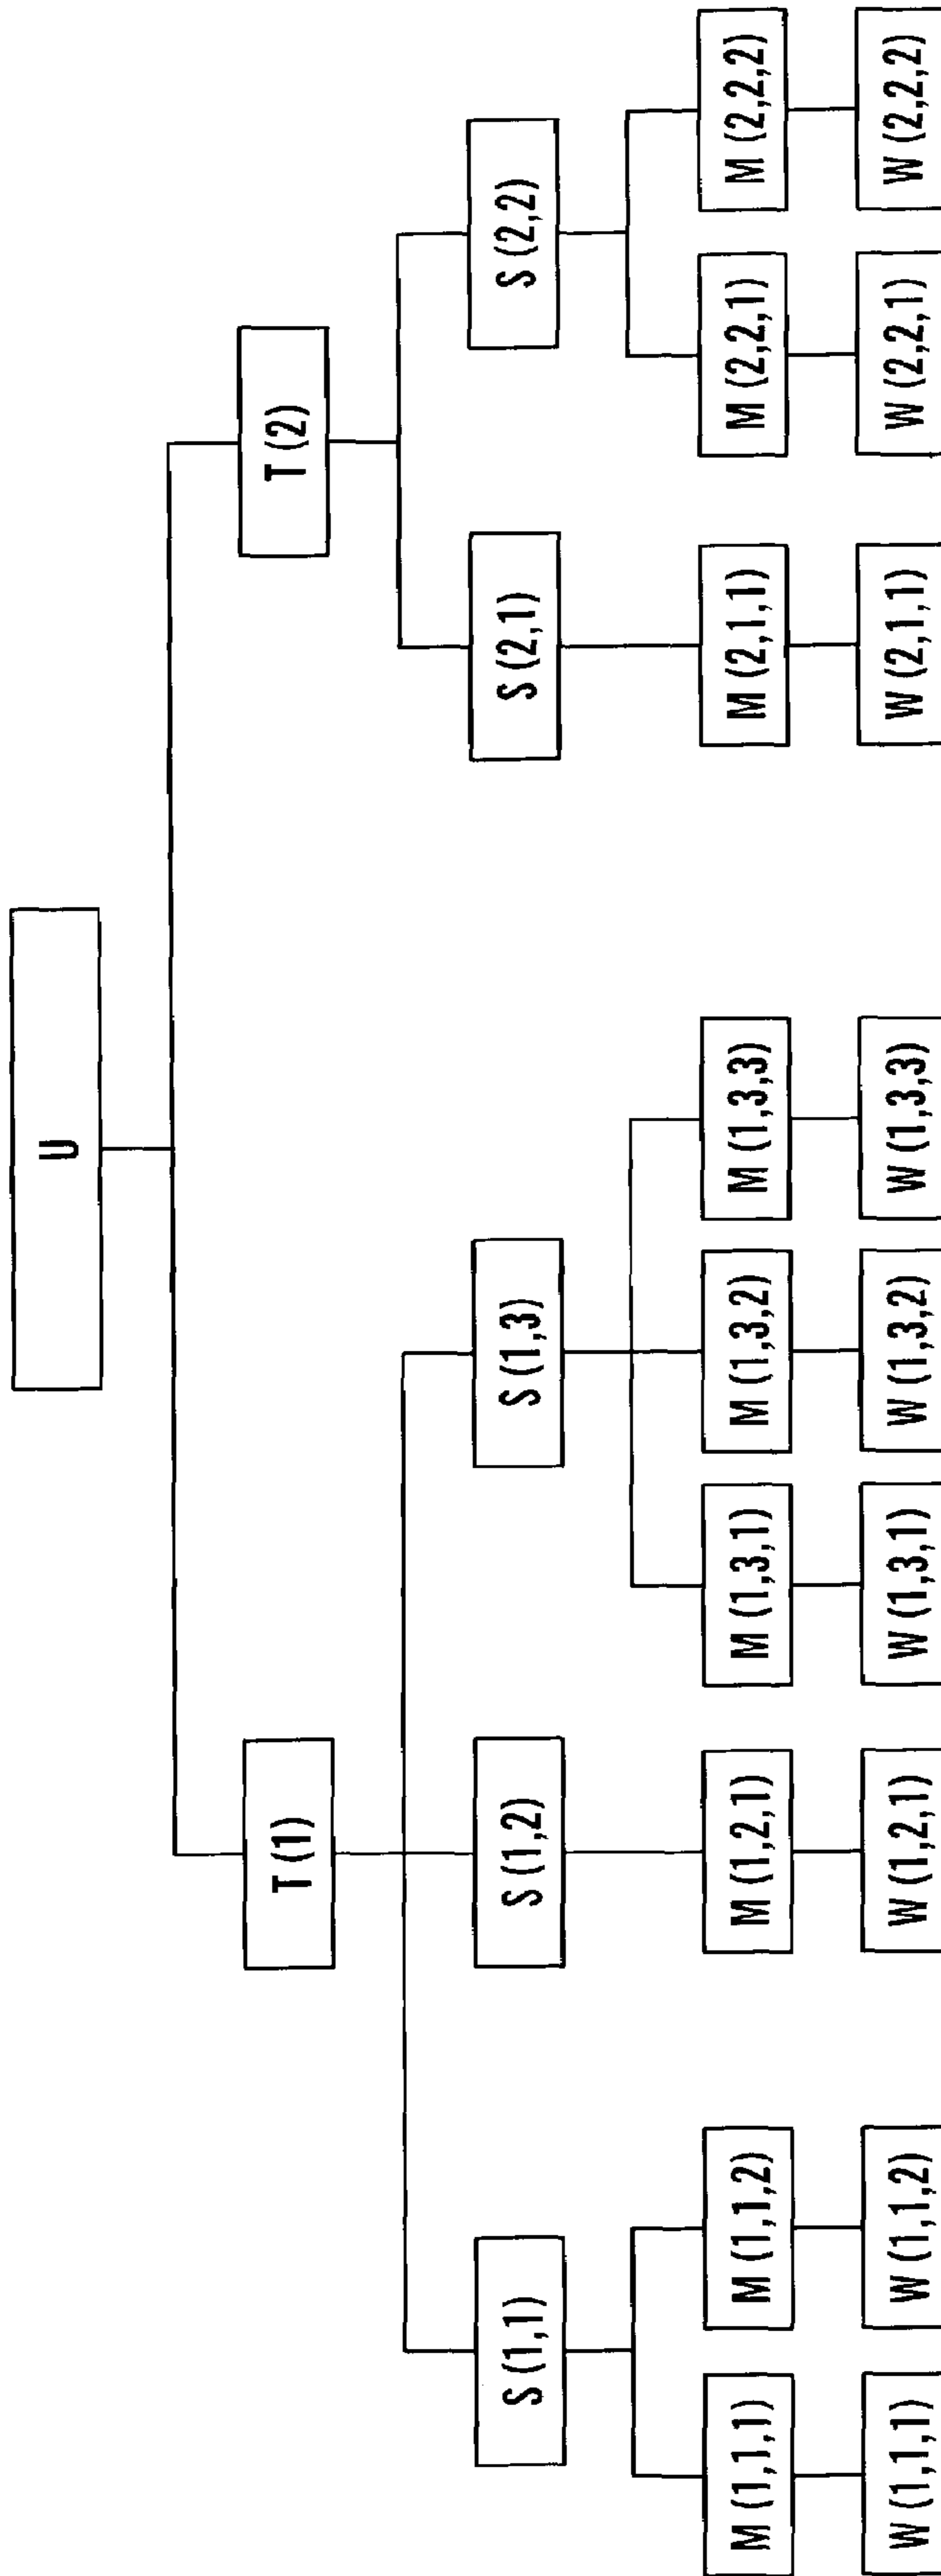 U
T (1) T (2)
S (1,1) S (1,2) S (1,3) S (2,1) S (2,2)
M (1,1,1) M (1,1,2) M (1,2,1) M (1,3,1) M (1,3,2) M (1,3,3) M (2,1,1) M (2,2,1) M (2,2,2)
W (1,1,1) W (1,1,2) W (1,2,1) W (1,3,1) W (1,3,2) W (1,3,3) W (2,1,1) W (2,2,1) W (2,2,2)